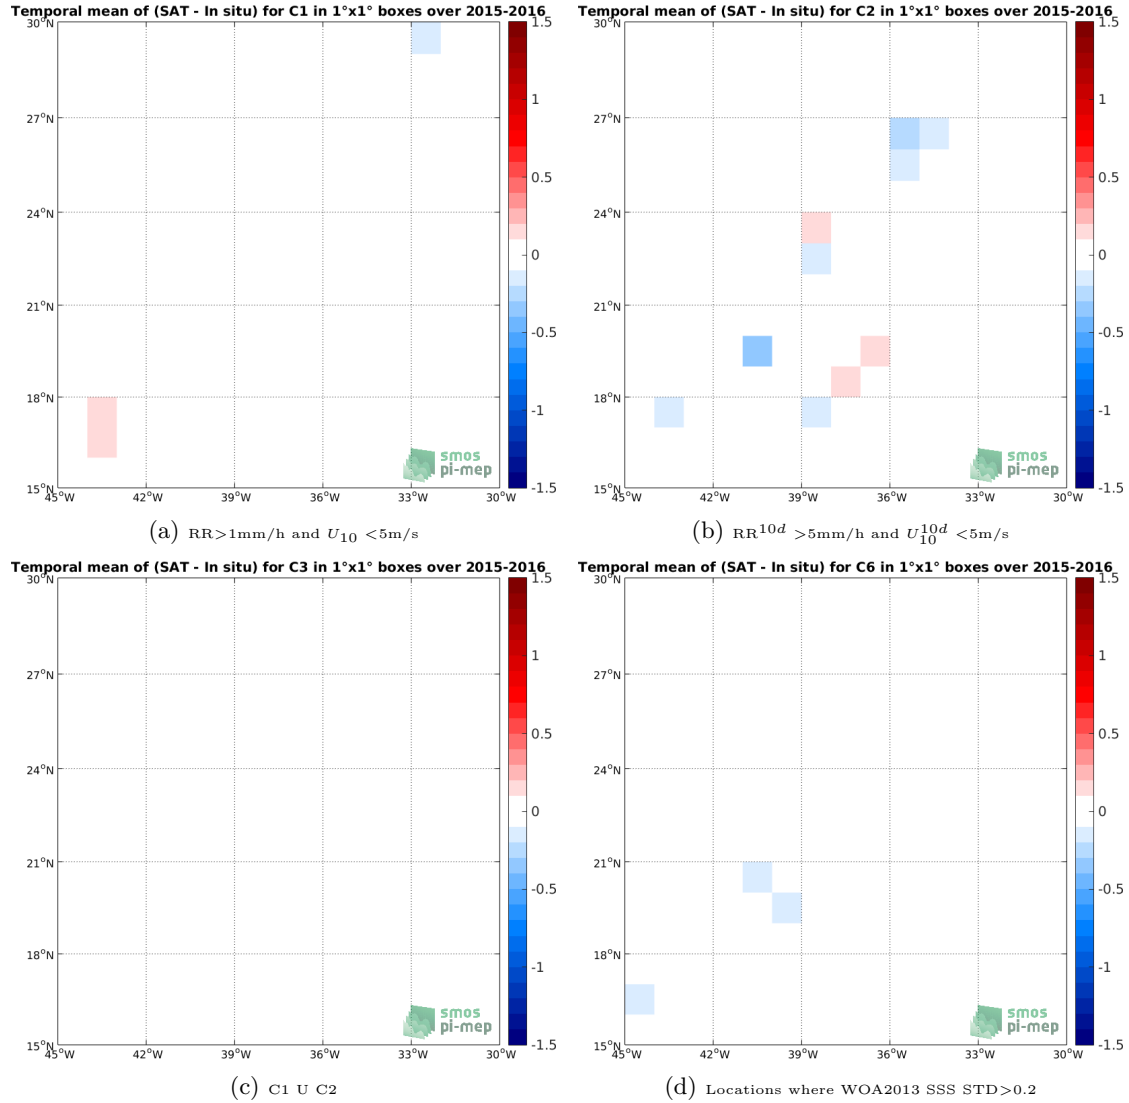 Temporal mean of (SAT - In situ) for C1 in 1°x1° boxes over 2015-2016
30°N
27°N
24°N
21°N
18°N
15°N
45°W 42°W 39°W 36°W 33°W 30°W
1.5
1
0.5
0
-0.5
-1
-1.5
smos
pi-mep
(a) RR>1mm/h and U10 <5m/s
Temporal mean of (SAT - In situ) for C2 in 1°x1° boxes over 2015-2016
30°N
27°N
24°N
21°N
18°N
15°N
45°W 42°W 39°W 36°W 33°W 30°W
1.5
1
0.5
0
-0.5
-1
-1.5
smos
pi-mep
(b) RR^10d >5mm/h and U_10^10d <5m/s
Temporal mean of (SAT - In situ) for C3 in 1°x1° boxes over 2015-2016
30°N
27°N
24°N
21°N
18°N
15°N
45°W 42°W 39°W 36°W 33°W 30°W
1.5
1
0.5
0
-0.5
-1
-1.5
smos
pi-mep
(c) C1 U C2
Temporal mean of (SAT - In situ) for C6 in 1°x1° boxes over 2015-2016
30°N
27°N
24°N
21°N
18°N
15°N
45°W 42°W 39°W 36°W 33°W 30°W
1.5
1
0.5
0
-0.5
-1
-1.5
smos
pi-mep
(d) Locations where WOA2013 SSS STD>0.2